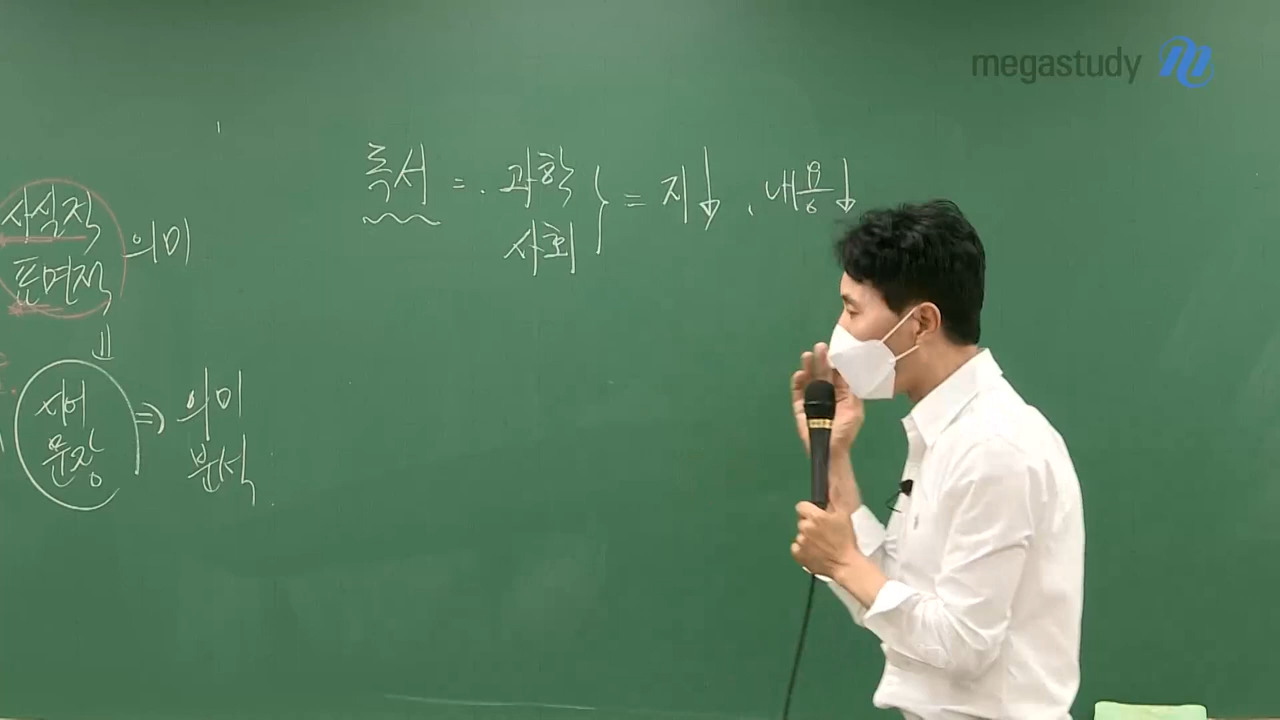 megastudy
사실적
표면적
의미
=
시어
문장
⇒ 의미
분석
독서 = · 과학
사회
} = 지↓, 내용↓